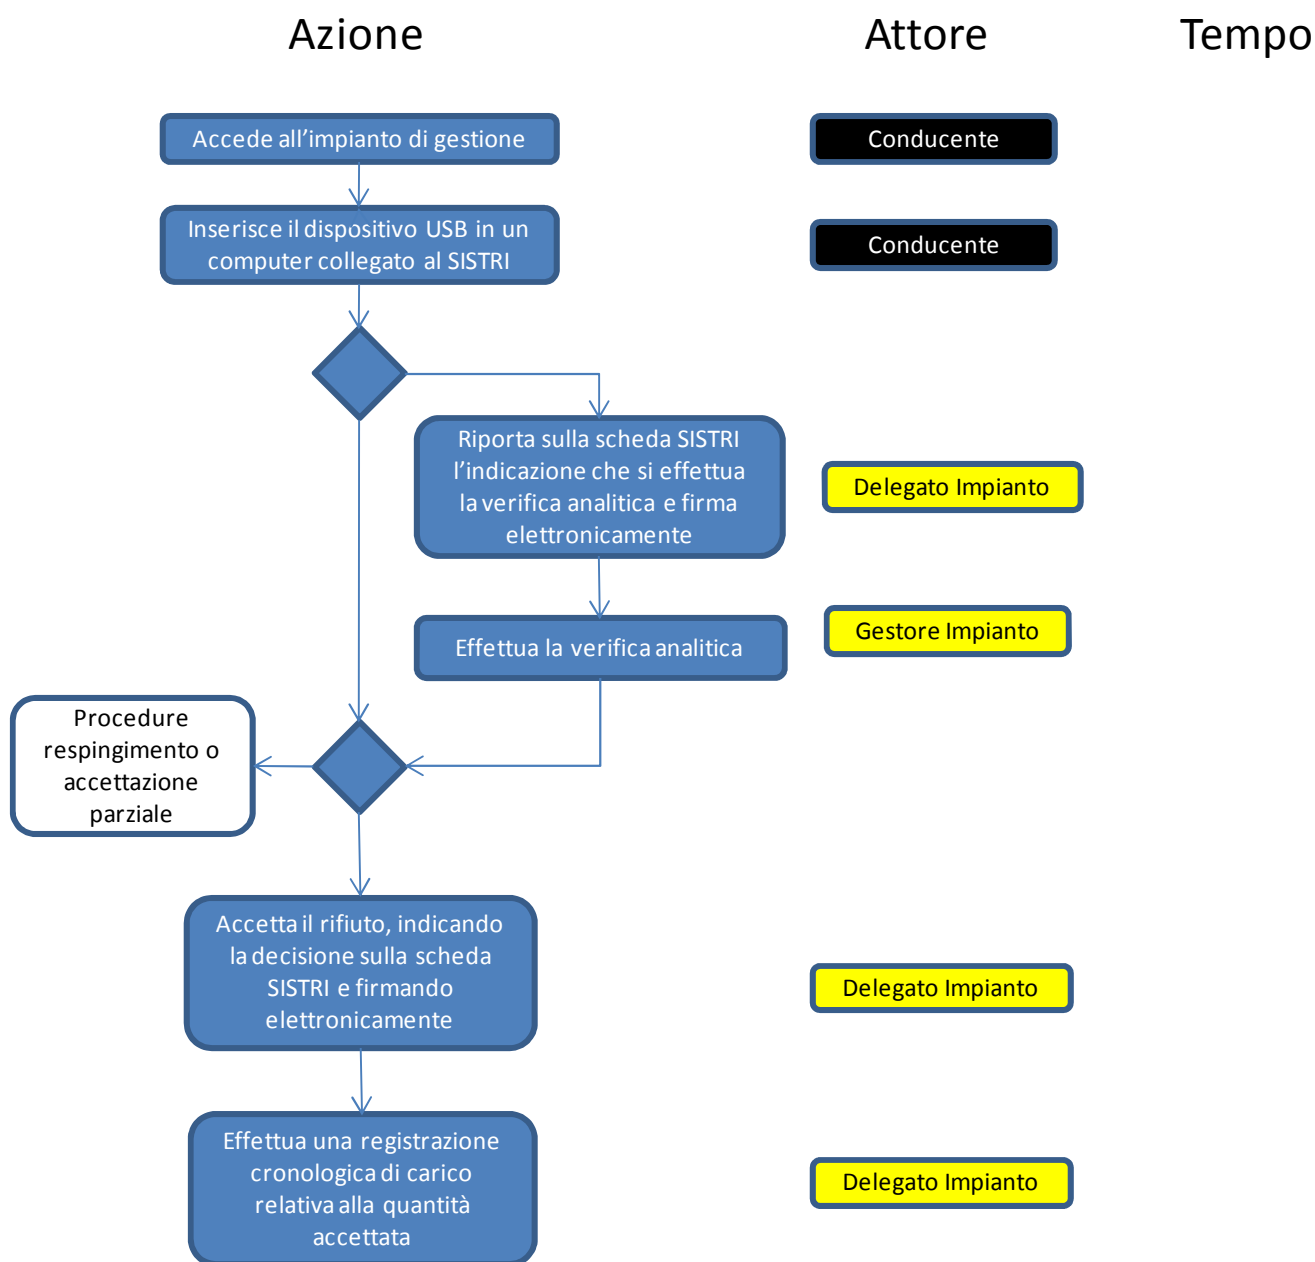 Azione
Attore
Tempo
Accede all’impianto di gestione
Conducente
Inserisce il dispositivo USB in un
computer collegato al SISTRI
Conducente
Riporta sulla scheda SISTRI
l’indicazione che si effettua
la verifica analitica e firma
elettronicamente
Delegato Impianto
Effettua la verifica analitica
Gestore Impianto
Procedure
respingimento o
accettazione
parziale
Accetta il rifiuto, indicando
la decisione sulla scheda
SISTRI e firmando
elettronicamente
Delegato Impianto
Effettua una registrazione
cronologica di carico
relativa alla quantità
accettata
Delegato Impianto